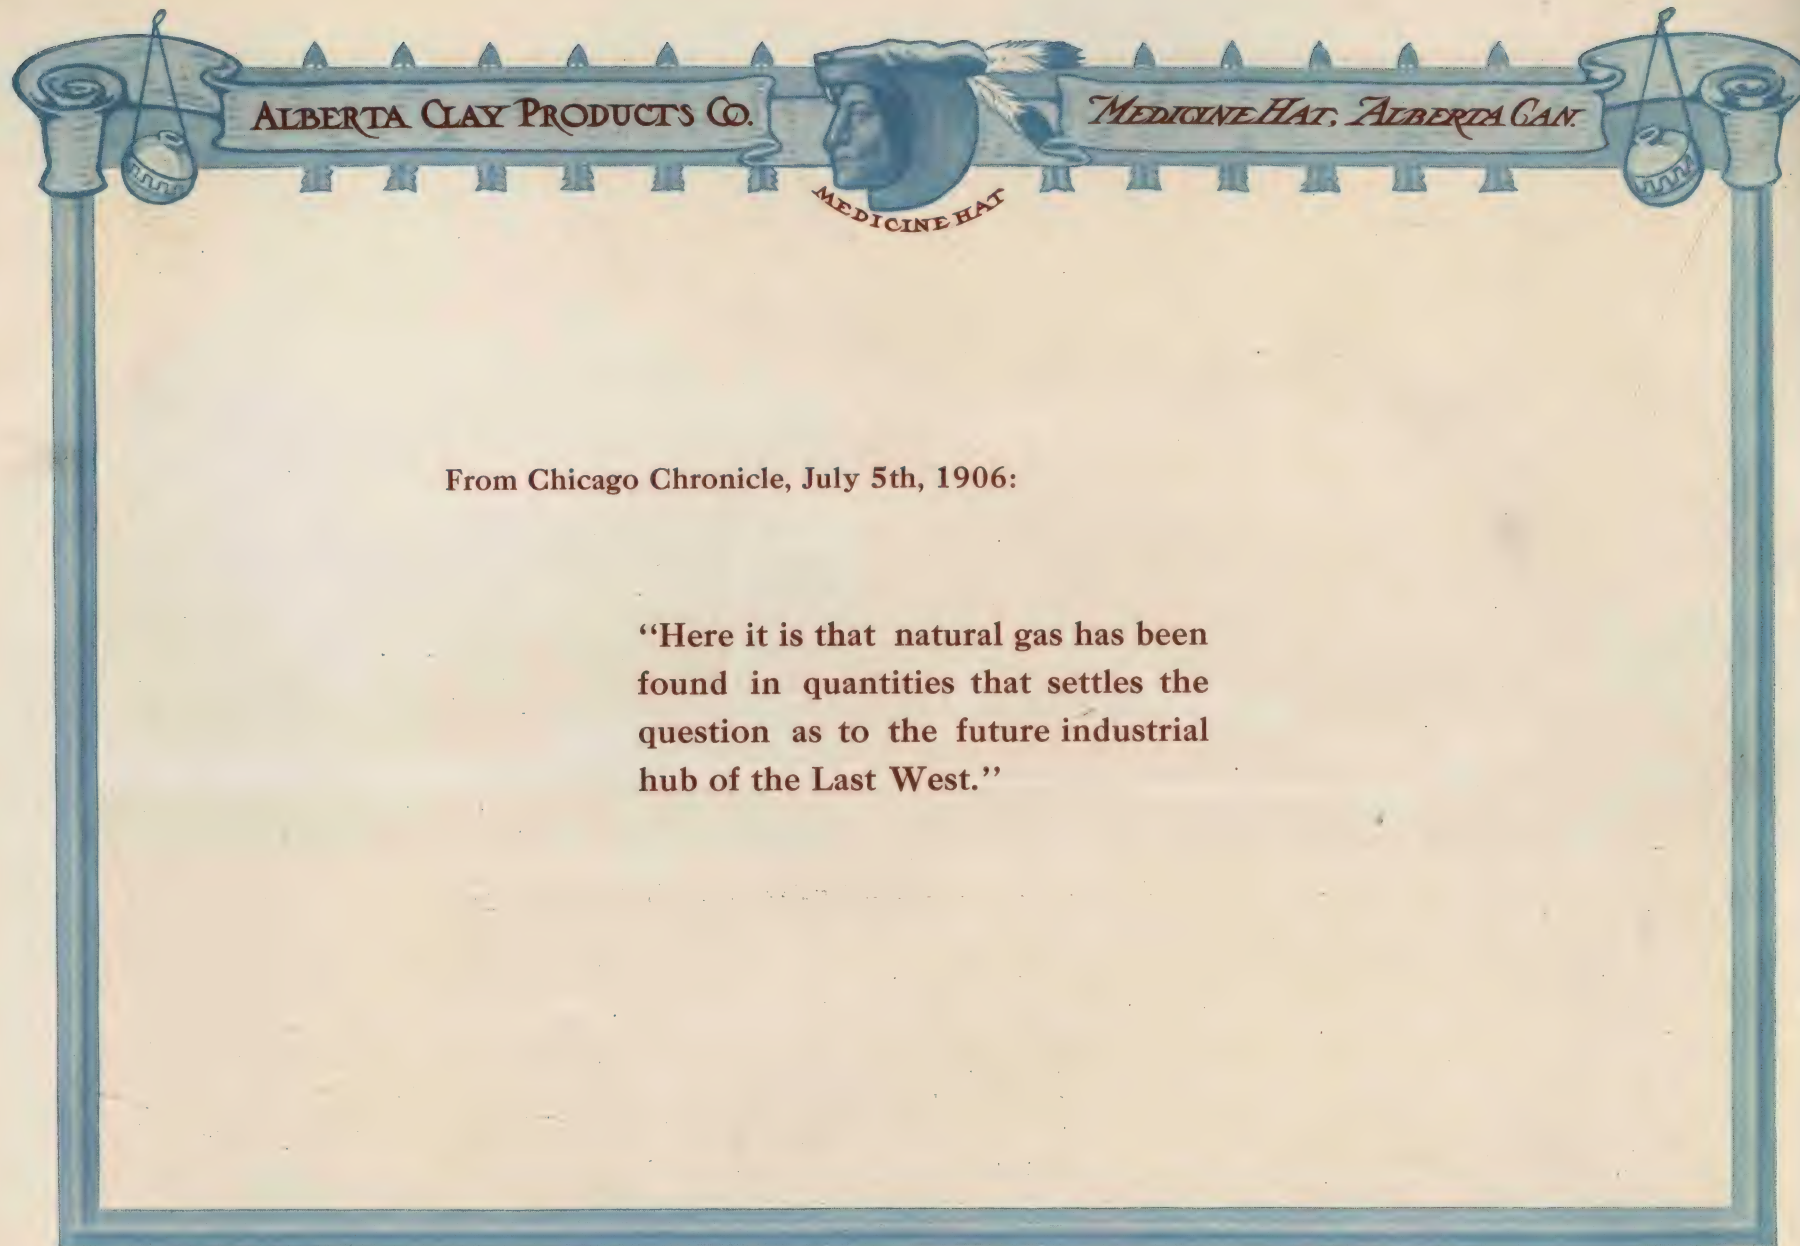 ALBERTA CLAY PRODUCTS CO.
MEDICINE HAT, ALBERTA CAN.
MEDICINE HAT
From Chicago Chronicle, July 5th, 1906:
“Here it is that natural gas has been
found in quantities that settles the
question as to the future industrial
hub of the Last West.”